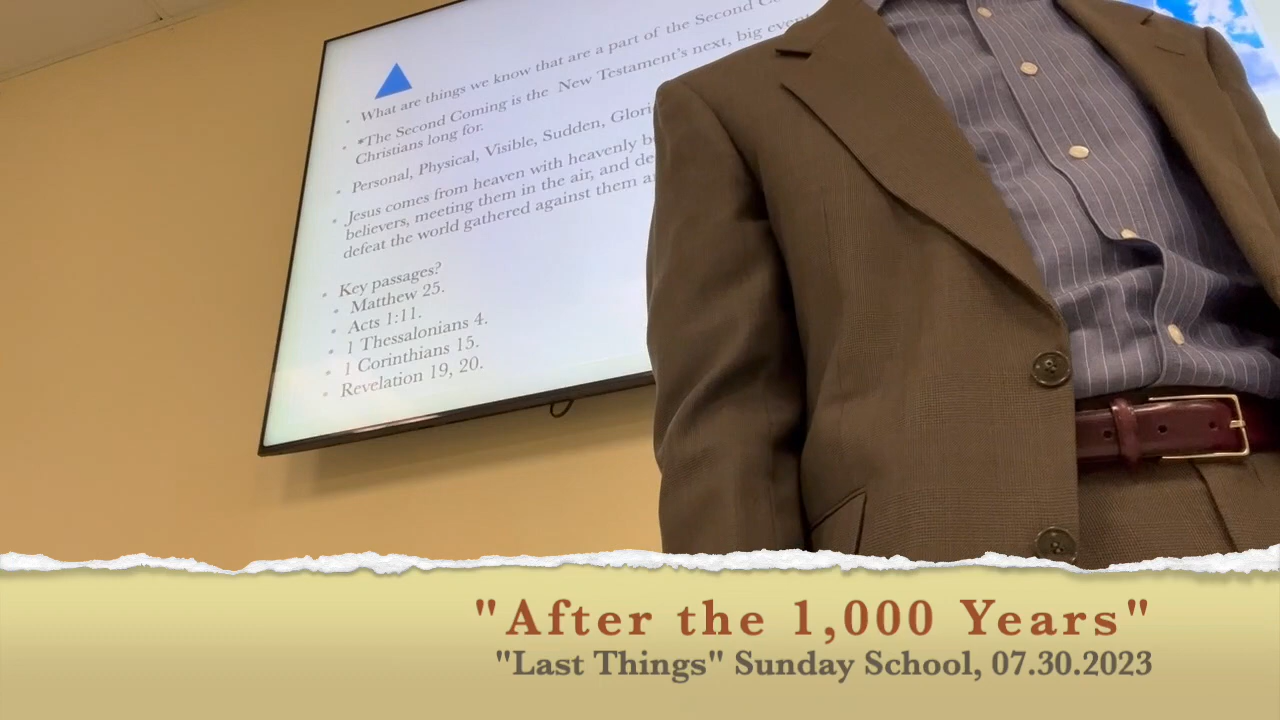 • What are things we know that are a part of the Second
• *The Second Coming is the New Testament's next, big
Christians long for.
• Personal, Physical, Visible, Sudden,
• Jesus comes from heaven with heavenly
believers, meeting them in the air, and
defeat the world gathered against them
• Key passages?
• Matthew 25.
• Acts 1:11.
• 1 Thessalonians 4.
• 1 Corinthians 15.
• Revelation 19, 20.
"After the 1,000 Years"
"Last Things" Sunday School, 07.30.2023